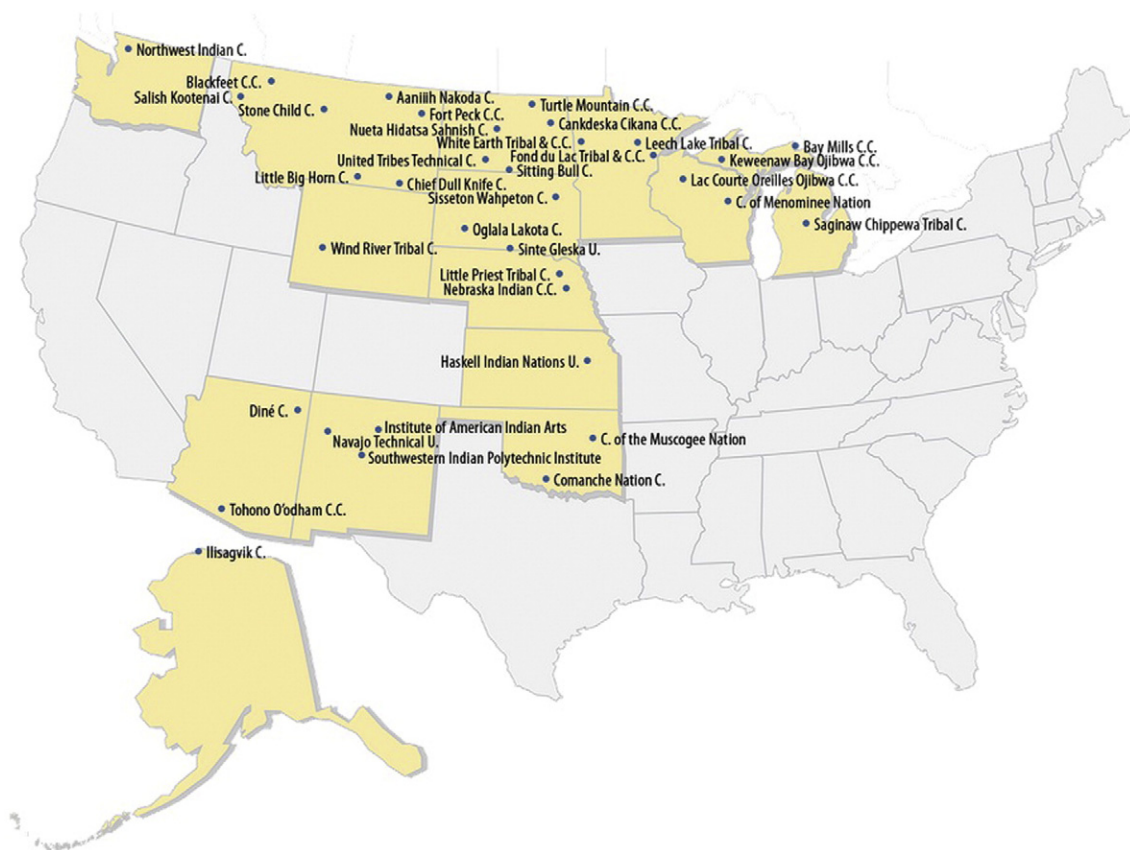 Northwest Indian C.
Blackfeet C.C.
Salish Kootenai C.
Stone Child C.
Aaniiih Nakoda C.
Fort Peck C.C.
Nueta Hidatsa Sahnish C.
Turtle Mountain C.C.
Cankdeska Cikana C.C.
White Earth Tribal & C.C.
Leech Lake Tribal C.
Bay Mills C.C.
United Tribes Technical C.
Fond du Lac Tribal & C.C.
Keweenaw Bay Ojibwa C.C.
Sitting Bull C.
Little Big Horn C.
Chief Dull Knife C.
Lac Courte Oreilles Ojibwa C.C.
Sisseton Wahpeton C.
C. of Menominee Nation
Saginaw Chippewa Tribal C.
Oglala Lakota C.
Wind River Tribal C.
Sinte Gleska U.
Little Priest Tribal C.
Nebraska Indian C.C.
Haskell Indian Nations U.
Diné C.
Institute of American Indian Arts
Navajo Technical U.
C. of the Muscogee Nation
Southwestern Indian Polytechnic Institute
Comanche Nation C.
Tohono O'odham C.C.
Ilisagvik C.